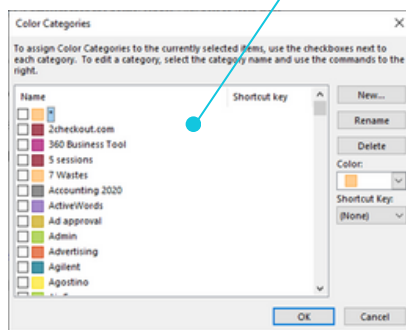 Color Categories
To assign Color Categories to the currently selected items, use the checkboxes next to
each category. To edit a category, select the category name and use the commands to the
right.
Name Shortcut key
*
2checkout.com
360 Business Tool
5 sessions
7 Wastes
Accounting 2020
ActiveWords
Ad approval
Admin
Advertising
Agilent
Agostino
New...
Rename
Delete
Color:
Shortcut Key:
(None)
OK Cancel